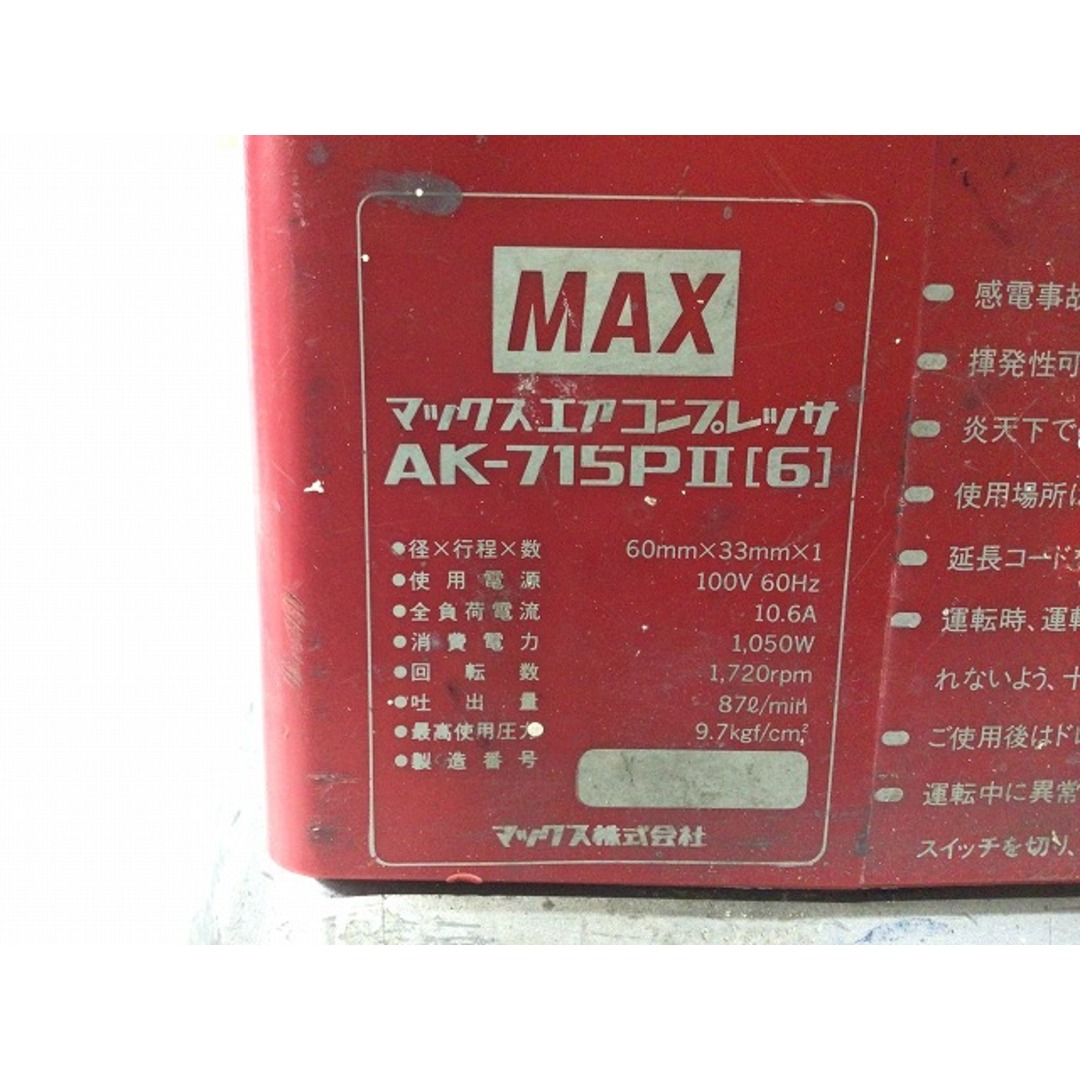 MAX
マックスエアコンプレッサ
AK-715PII[6]
●径×行程×数 60mm×33mm×1
●使用電源 100V 60Hz
●全負荷電流 10.6A
●消費電力 1,050W
●回転数 1,720rpm
●吐出量 87ℓ/min
●最高使用圧力 9.7kgf/cm²
●製造番号
マックス株式会社
● 感電事故
● 揮発性可
● 炎天下で
● 使用場所に
● 延長コード
● 運転時、運転
れないよう、十
● ご使用後はドレ
● 運転中に異常
スイッチを切り、